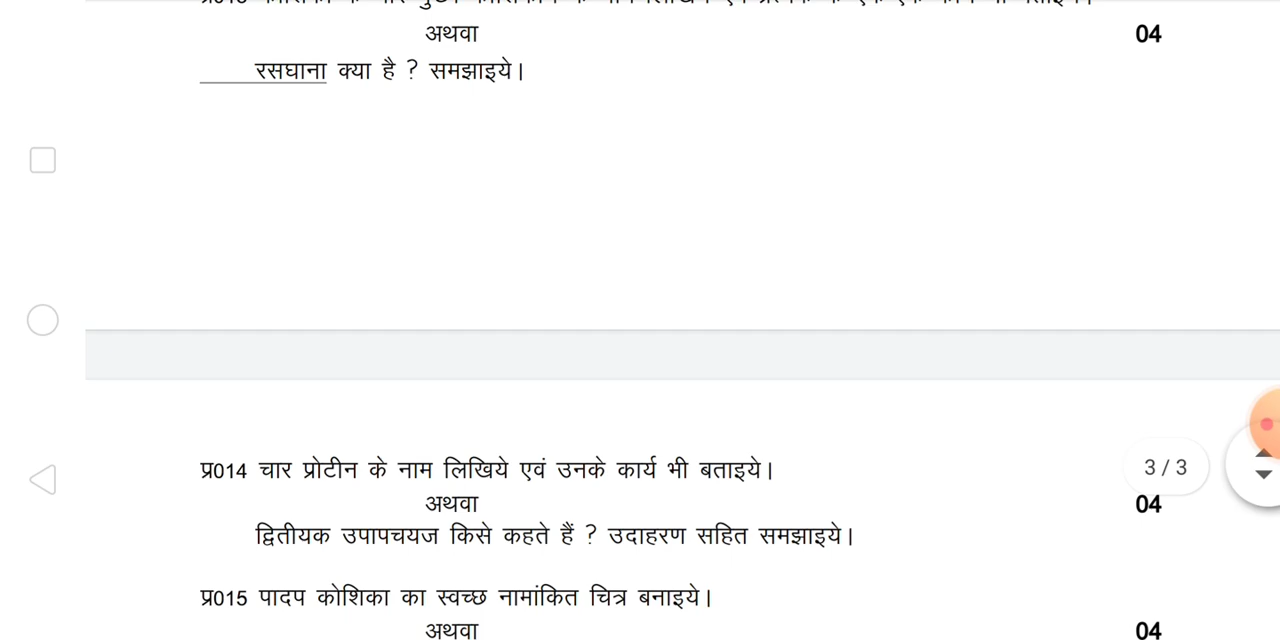 अथवा
04
रसघाना क्या है ? समझाइये।
प्र014 चार प्रोटीन के नाम लिखिये एवं उनके कार्य भी बताइये।
3 / 3
अथवा
04
द्वितीयक उपापचयज किसे कहते हैं ? उदाहरण सहित समझाइये।
प्र015 पादप कोशिका का स्वच्छ नामांकित चित्र बनाइये।
अथवा
04